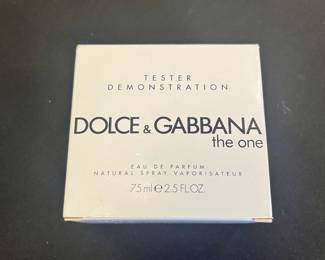 TESTER
DEMONSTRATION
DOLCE & GABBANA
the one
EAU DE PARFUM
NATURAL SPRAY·VAPORISATEUR
75 ml ℮ 2.5 FL.OZ.